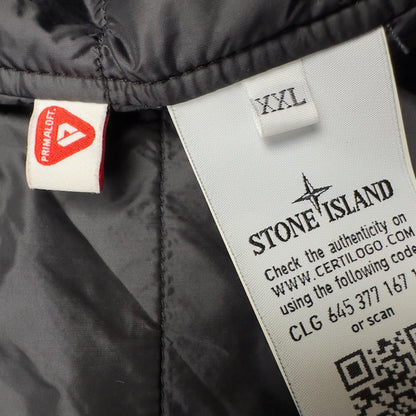 PRIMALOFT
XXL
STONE ISLAND
Check the authenticity on
WWW.CERTILOGO.COM
using the following
CLG 645 377 167
or scan